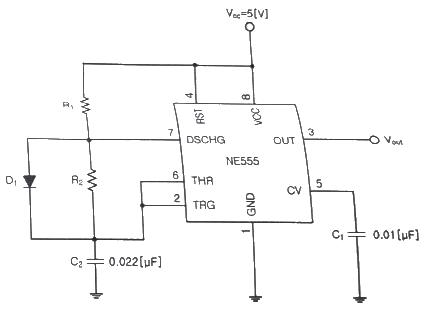 Vcc=5[V]
4
8
RST
VCC
R1
7
DSCHG
OUT
3
Vout
NE555
D1
R2
6
THR
CV
5
2
TRG
GND
1
C1
0.01[µF]
C2
0.022[µF]